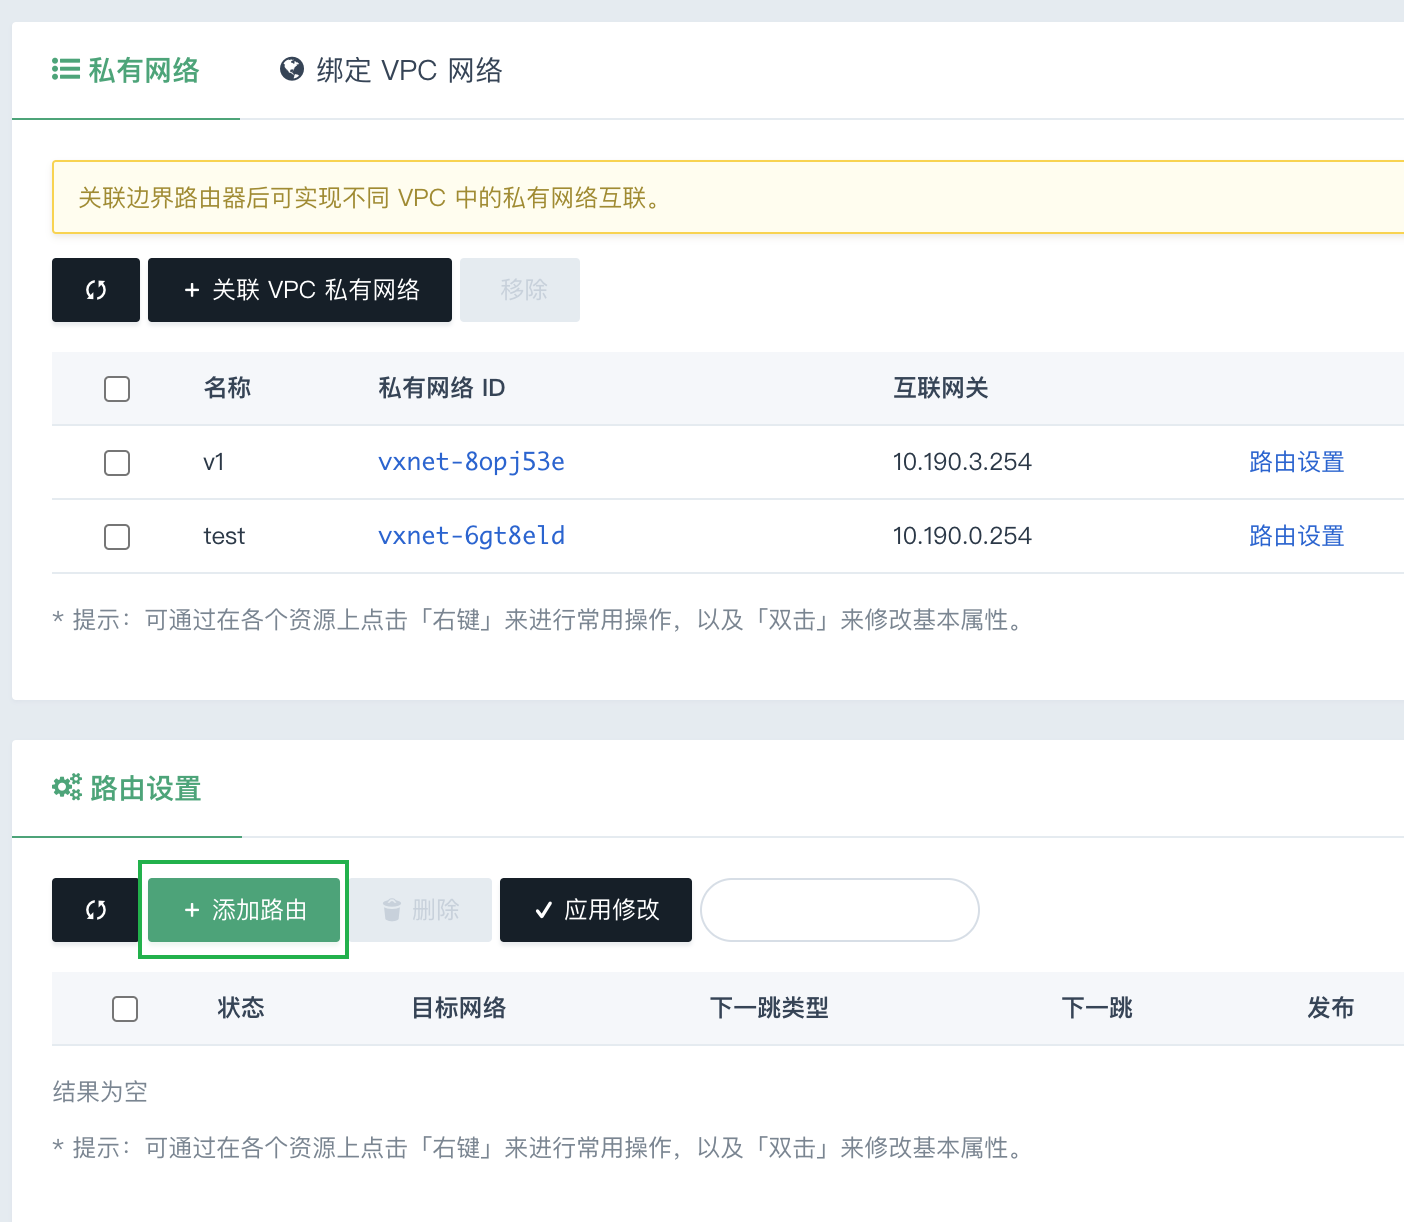 私有网络 绑定 VPC 网络
关联边界路由器后可实现不同 VPC 中的私有网络互联。
+ 关联 VPC 私有网络 移除
名称 私有网络 ID 互联网关
v1 vxnet-8opj53e 10.190.3.254 路由设置
test vxnet-6gt8eld 10.190.0.254 路由设置
* 提示：可通过在各个资源上点击「右键」来进行常用操作，以及「双击」来修改基本属性。
路由设置
+ 添加路由 删除 应用修改
状态 目标网络 下一跳类型 下一跳 发布
结果为空
* 提示：可通过在各个资源上点击「右键」来进行常用操作，以及「双击」来修改基本属性。